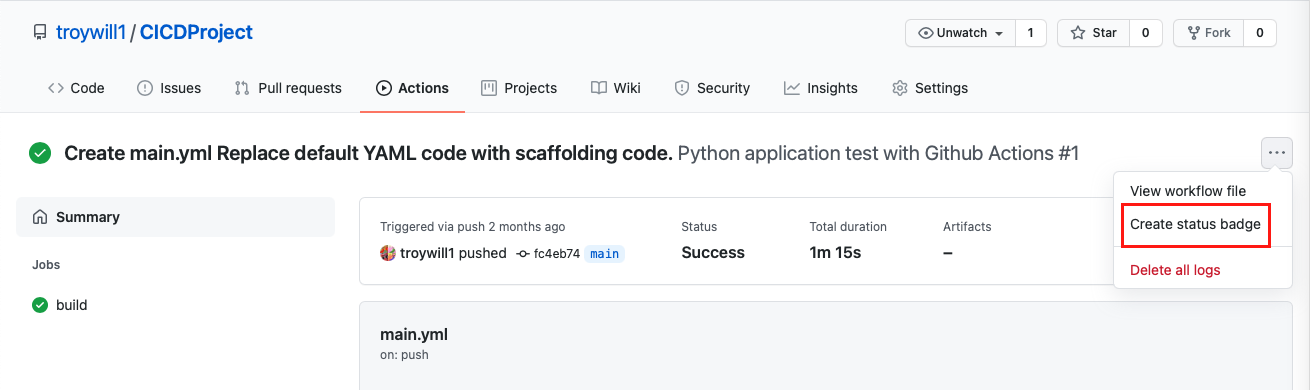 troywill1 / CICDProject
Unwatch 1 Star 0 Fork 0
Code Issues Pull requests Actions Projects Wiki Security Insights Settings
Create main.yml Replace default YAML code with scaffolding code. Python application test with Github Actions #1
...
View workflow file
Create status badge
Delete all logs
Summary
Jobs
build
Triggered via push 2 months ago Status Total duration Artifacts
troywill1 pushed fc4eb74 main Success 1m 15s –
main.yml
on: push